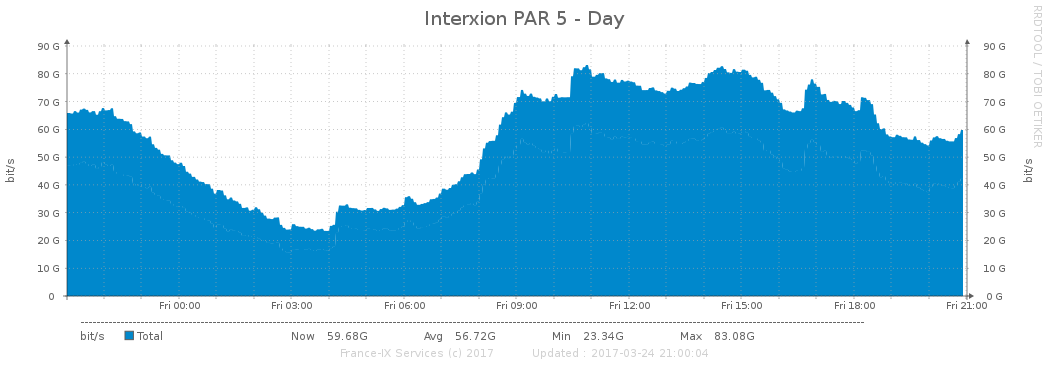 Interxion PAR 5 - Day
RRDTOOL / TOBI OETIKER
bit/s
90 G 90 G
80 G 80 G
70 G 70 G
60 G 60 G
50 G 50 G
40 G 40 G
30 G 30 G
20 G 20 G
10 G 10 G
0 0 G
bit/s
Fri 00:00 Fri 03:00 Fri 06:00 Fri 09:00 Fri 12:00 Fri 15:00 Fri 18:00 Fri 21:00
bit/s Total Now 59.68G Avg 56.72G Min 23.34G Max 83.08G
France-IX Services (c) 2017 Updated : 2017-03-24 21:00:04